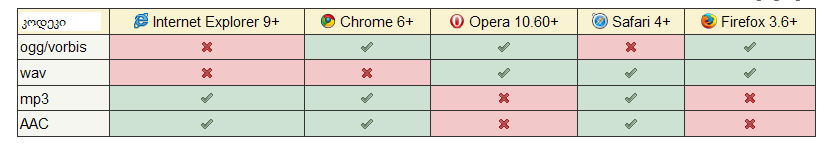 კოდეკი Internet Explorer 9+ Chrome 6+ Opera 10.60+ Safari 4+ Firefox 3.6+
ogg/vorbis
wav
mp3
AAC